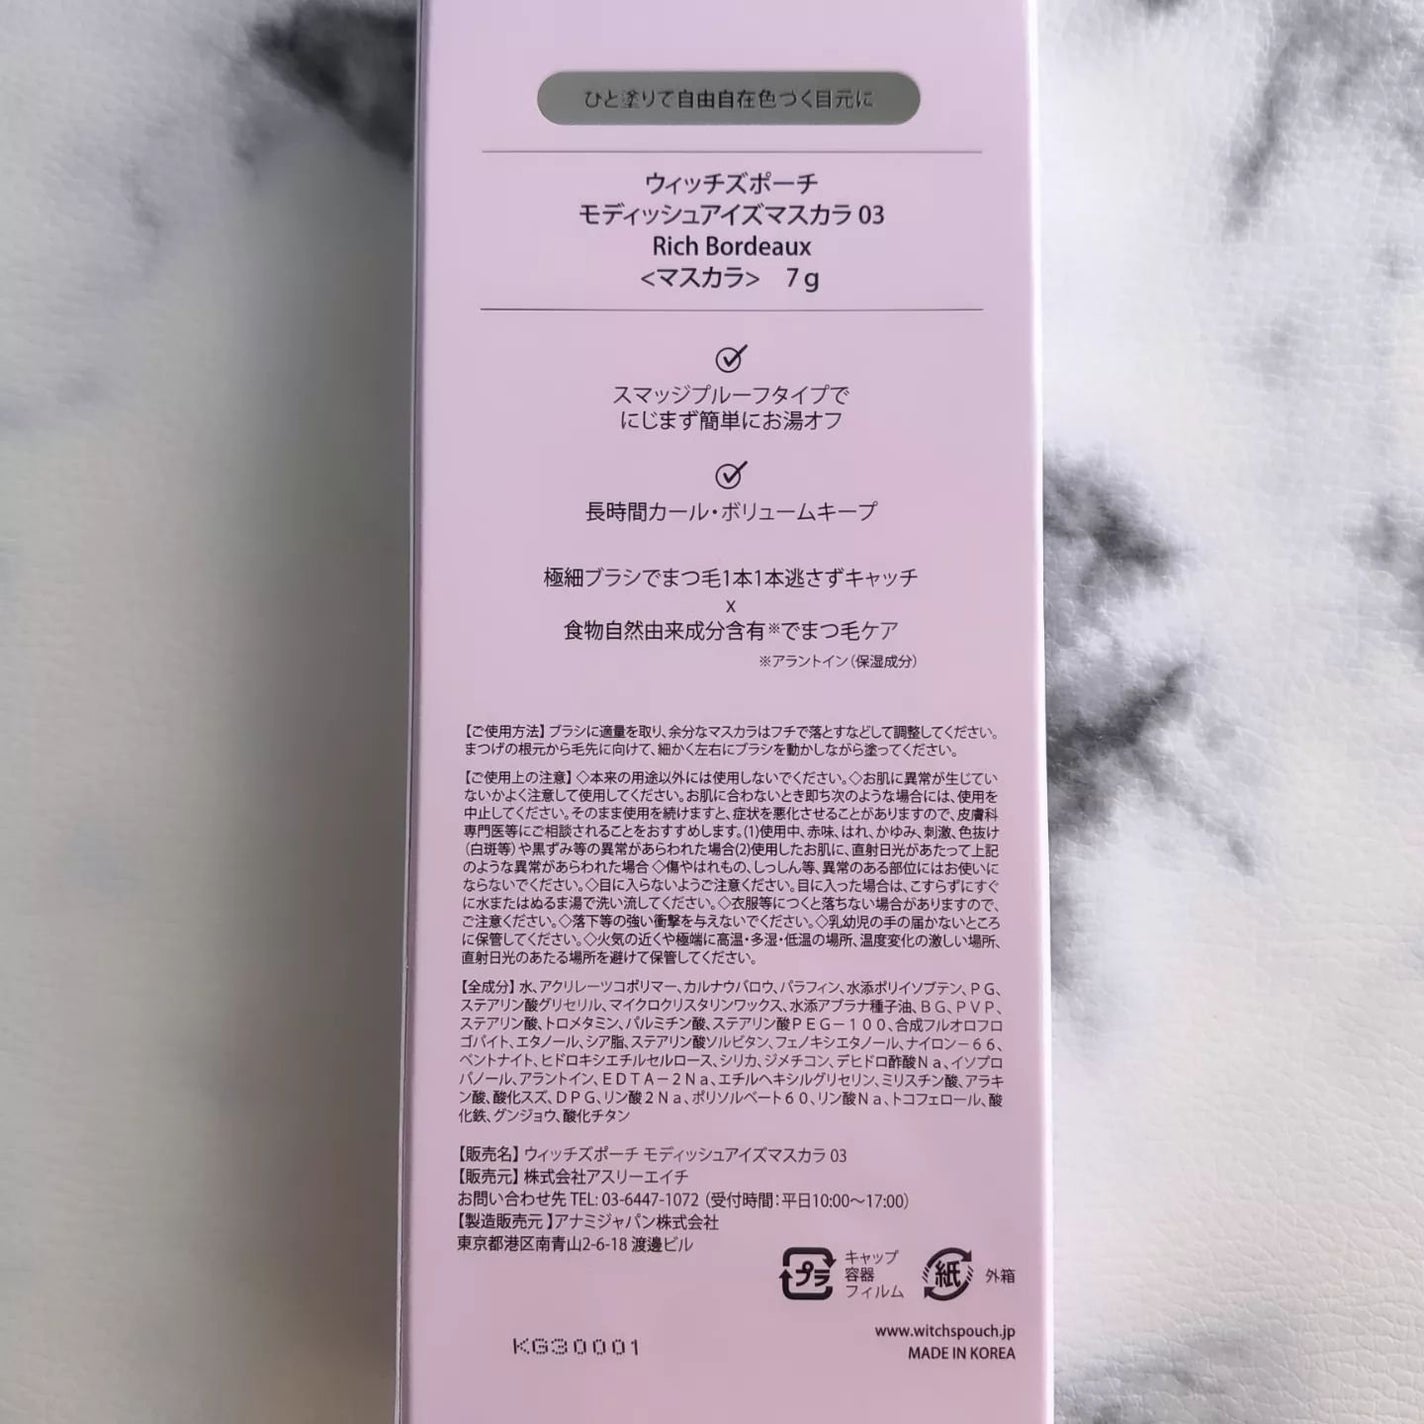 ひと塗りて自由自在色つく目元に
ウィッチズポーチ
モディッシュアイズマスカラ 03
Rich Bordeaux
<マスカラ> 7g
スマッジプルーフタイプで
にじまず簡単にお湯オフ
長時間カール・ボリュームキープ
極細ブラシでまつ毛1本1本逃さずキャッチ
x
食物自然由来成分含有※でまつ毛ケア
※アラントイン(保湿成分)
【ご使用方法】ブラシに適量を取り、余分なマスカラはフチで落とすなどして調整してください。
まつげの根元から毛先に向けて、細かく左右にブラシを動かしながら塗ってください。
【ご使用上の注意】◇本来の用途以外には使用しないでください。◇お肌に異常が生じてい
ないかよく注意して使用してください。お肌に合わないとき即ち次のような場合には、使用を
中止してください。そのまま使用を続けますと、症状を悪化させることがありますので、皮膚科
専門医等にご相談されることをおすすめします。(1)使用中、赤味、はれ、かゆみ、刺激、色抜け
(白斑等)や黒ずみ等の異常があらわれた場合(2)使用したお肌に、直射日光があたって上記
のような異常があらわれた場合 ◇傷やはれもの、しっしん等、異常のある部位にはお使いに
ならないでください。◇目に入らないようご注意ください。目に入った場合は、こすらずにすぐ
に水またはぬるま湯で洗い流してください。◇衣服等につくと落ちない場合がありますので、
ご注意ください。◇落下等の強い衝撃を与えないでください。◇乳幼児の手の届かないところ
に保管してください。◇火気の近くや極端に高温・多湿・低温の場所、温度変化の激しい場所、
直射日光のあたる場所を避けて保管してください。
【全成分】水、アクリレーツコポリマー、カルナウバロウ、パラフィン、水添ポリイソブテン、ＰＧ、
ステアリン酸グリセリル、マイクロクリスタリンワックス、水添アブラナ種子油、ＢＧ、ＰＶＰ、
ステアリン酸、トロメタミン、パルミチン酸、ステアリン酸ＰＥＧ－１００、合成フルオロフロ
ゴパイト、エタノール、シア脂、ステアリン酸ソルビタン、フェノキシエタノール、ナイロン－６６、
ベントナイト、ヒドロキシエチルセルロース、シリカ、ジメチコン、デヒドロ酢酸Ｎａ、イソプロ
パノール、アラントイン、ＥＤＴＡ－２Ｎａ、エチルヘキシルグリセリン、ミリスチン酸、アラキ
ン酸、酸化スズ、ＤＰＧ、リン酸２Ｎａ、ポリソルベート６０、リン酸Ｎａ、トコフェロール、酸
化鉄、グンジョウ、酸化チタン
【販売名】ウィッチズポーチ モディッシュアイズマスカラ 03
【販売元】株式会社アスリーエイチ
お問い合わせ先 TEL: 03-6447-1072 (受付時間:平日10:00〜17:00)
【製造販売元】アナミジャパン株式会社
東京都港区南青山2-6-18 渡邊ビル
プラ
キャップ
容器
フィルム
紙
外箱
www.witchspouch.jp
MADE IN KOREA
KG30001